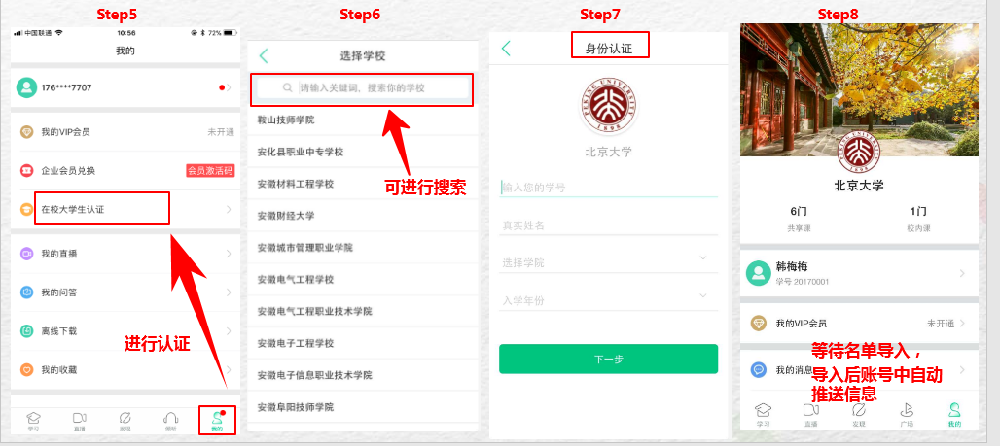 Step5
中国联通
10:56
72%
我的
176****7707
我的VIP会员
未开通
企业会员兑换
会员激活码
在校大学生认证
我的直播
我的问答
离线下载
我的收藏
进行认证
学习
直播
发现
倾听
我的
Step6
选择学校
请输入关键词、搜索你的学校
鞍山技师学院
安化县职业中专学校
安徽材料工程学校
可进行搜索
安徽财经大学
安徽城市管理职业学院
安徽电气工程学校
安徽电气工程职业技术学院
安徽电子工程学校
安徽电子信息职业技术学院
安徽阜阳技师学院
Step7
身份认证
PEKING UNIVERSITY
1898
北京大学
输入您的学号
真实姓名
选择学院
入学年份
下一步
Step8
北京大学
6门
1门
共享课
校内课
韩梅梅
学号 20170001
我的VIP会员
未开通
等待名单导入，
我的消息
导入后账号中自动
推送信息
学习
直播
发现
广场
我的